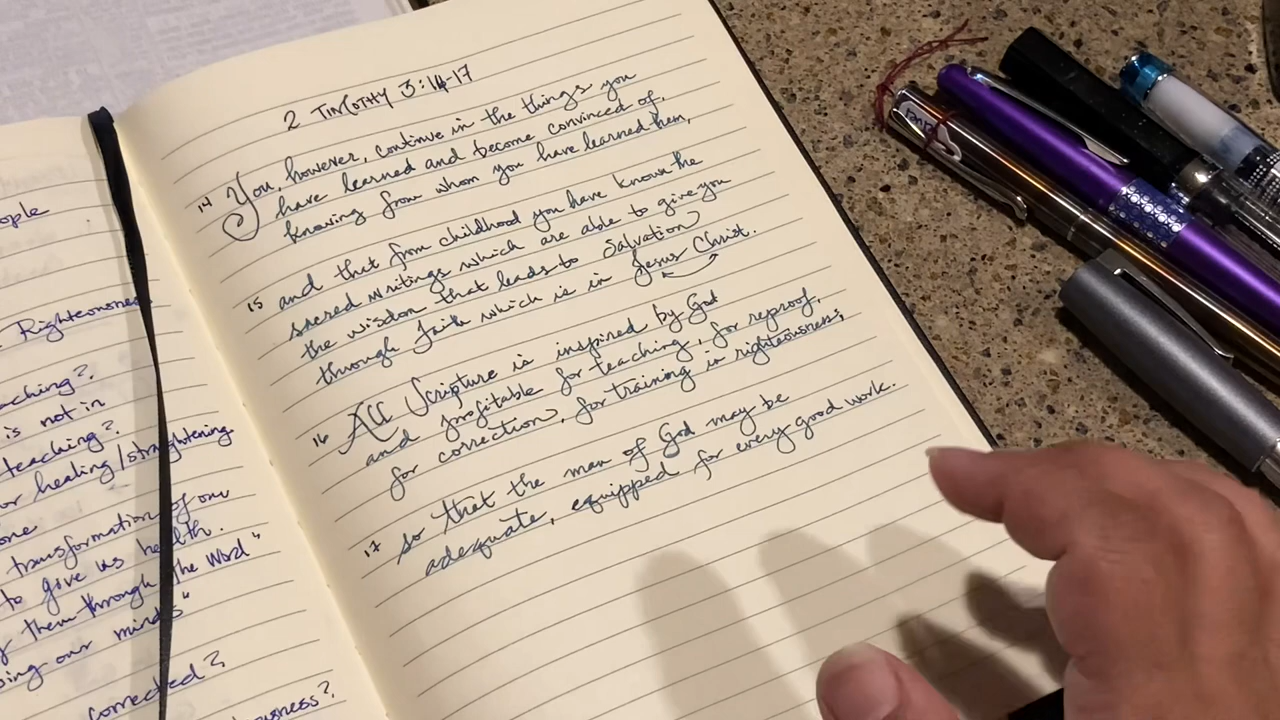 ople
Righteousness
aching?
is not in
teaching?
or healing/straightening
one
transformation of our
to give us health.
them through the Word"
ing our minds"
corrected?
ousness?
2 TIMOTHY 3:14-17
14 You, however, continue in the things you
have learned and become convinced of,
knowing from whom you have learned them,
15 and that from childhood you have known the
sacred writings which are able to give you
the wisdom that leads to salvation
through faith which is in Jesus Christ.
16 All Scripture is inspired by God
and profitable for teaching, for reproof,
for correction, for training in righteousness;
17 so that the man of God may be
adequate, equipped for every good work.